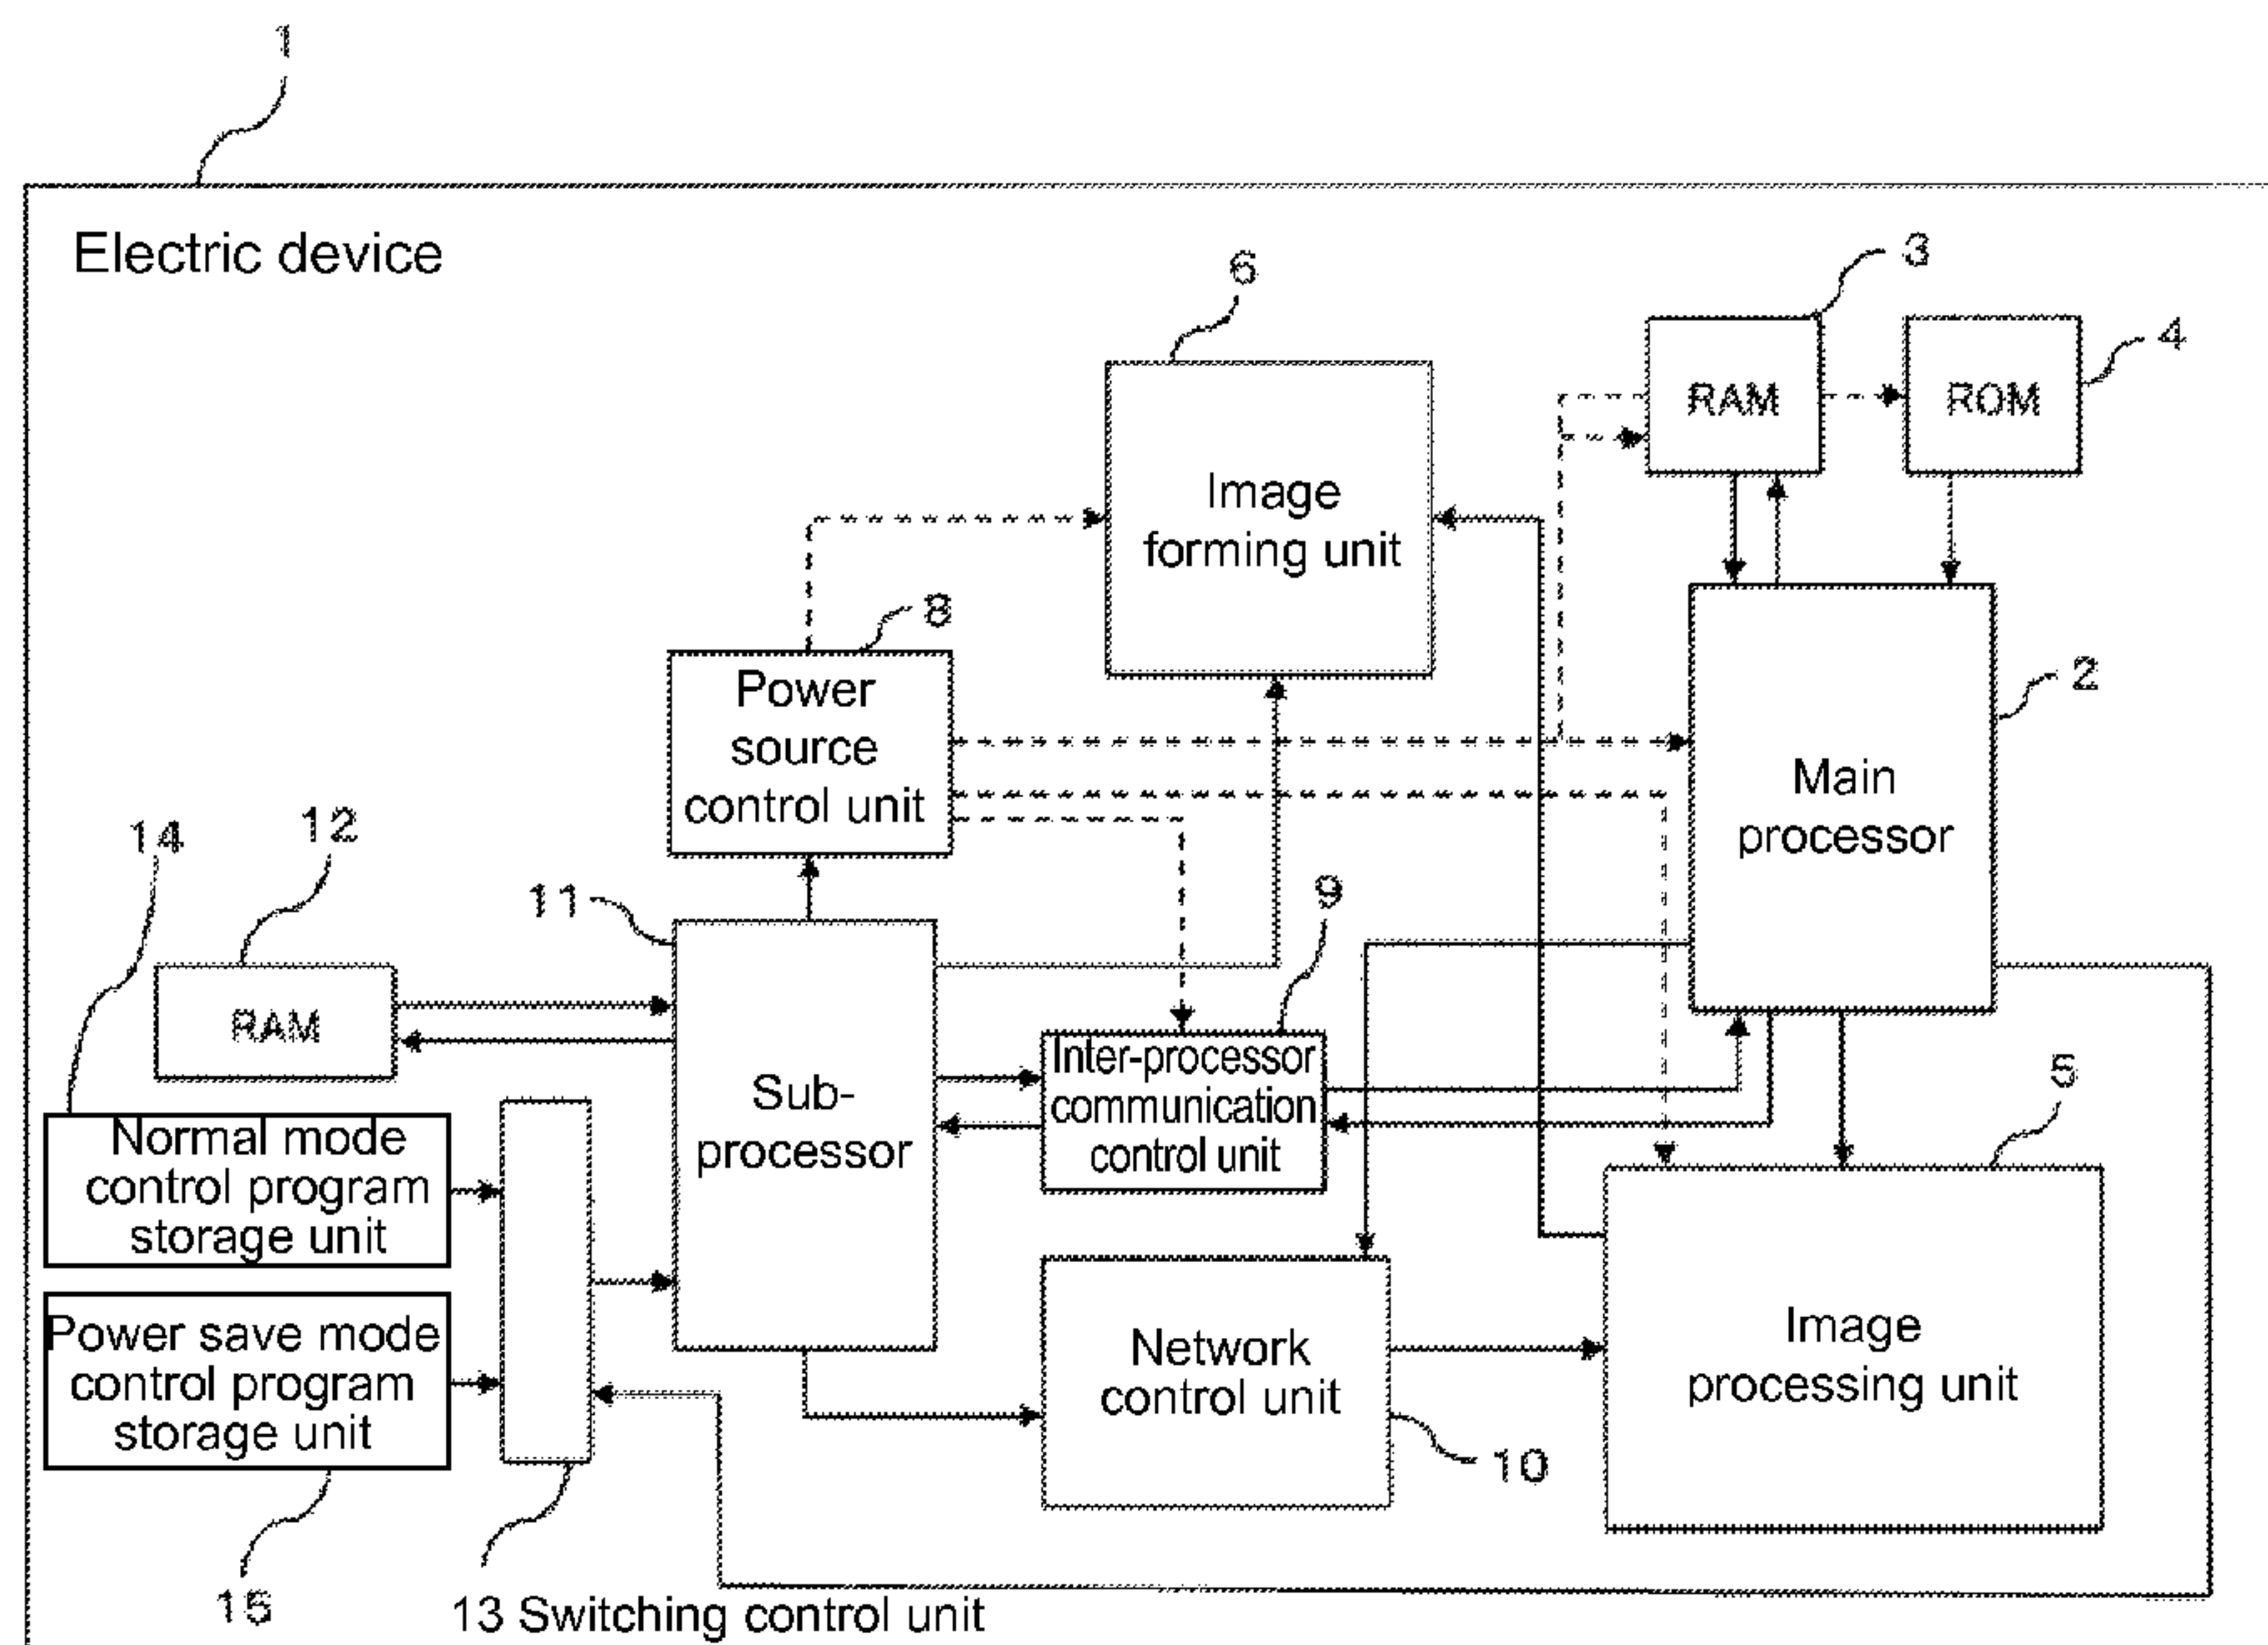 1
Electric device
6
3
4
RAM
ROM
Image
forming unit
8
2
Power
source
control unit
Main
processor
14
12
11
9
RAM
5
Inter-processor
communication
control unit
Sub-
processor
Normal mode
control program
storage unit
Power save mode
control program
storage unit
Network
control unit
Image
processing unit
10
15
13 Switching control unit